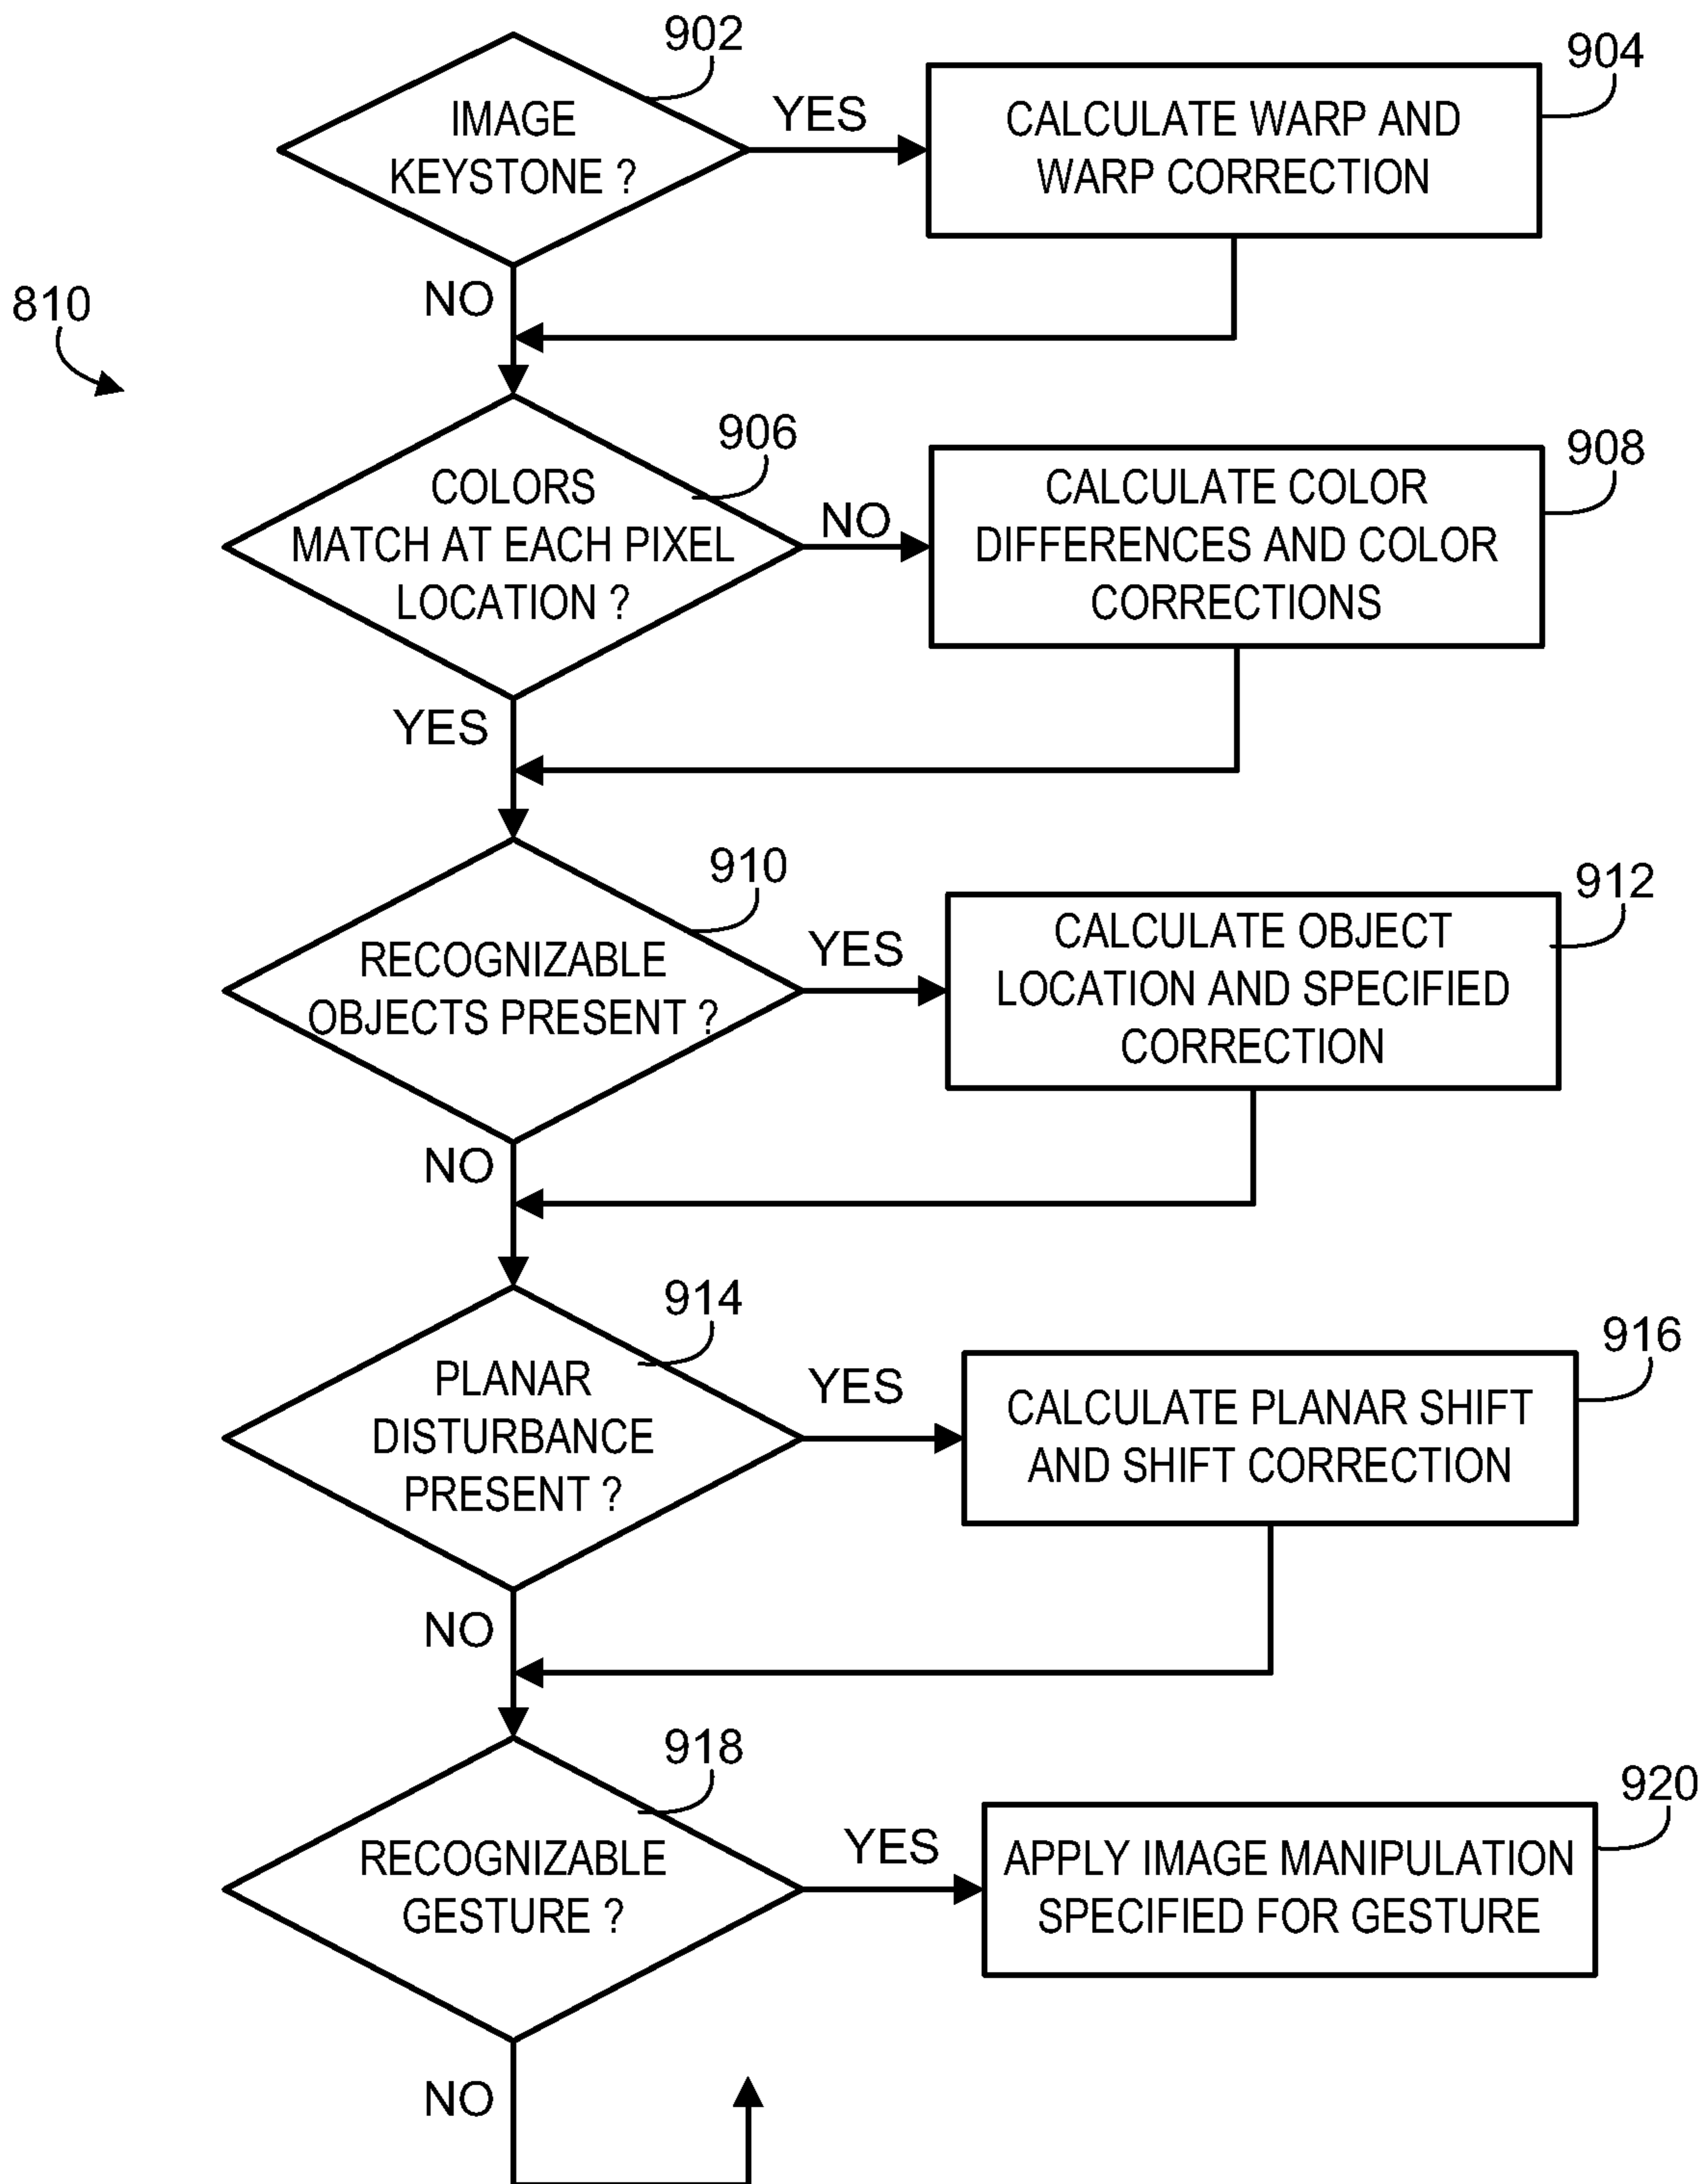 902
IMAGE
KEYSTONE ?
YES
904
CALCULATE WARP AND
WARP CORRECTION
NO
810
906
COLORS
MATCH AT EACH PIXEL
LOCATION ?
NO
908
CALCULATE COLOR
DIFFERENCES AND COLOR
CORRECTIONS
YES
910
RECOGNIZABLE
OBJECTS PRESENT ?
YES
912
CALCULATE OBJECT
LOCATION AND SPECIFIED
CORRECTION
NO
914
PLANAR
DISTURBANCE
PRESENT ?
YES
916
CALCULATE PLANAR SHIFT
AND SHIFT CORRECTION
NO
918
RECOGNIZABLE
GESTURE ?
YES
920
APPLY IMAGE MANIPULATION
SPECIFIED FOR GESTURE
NO